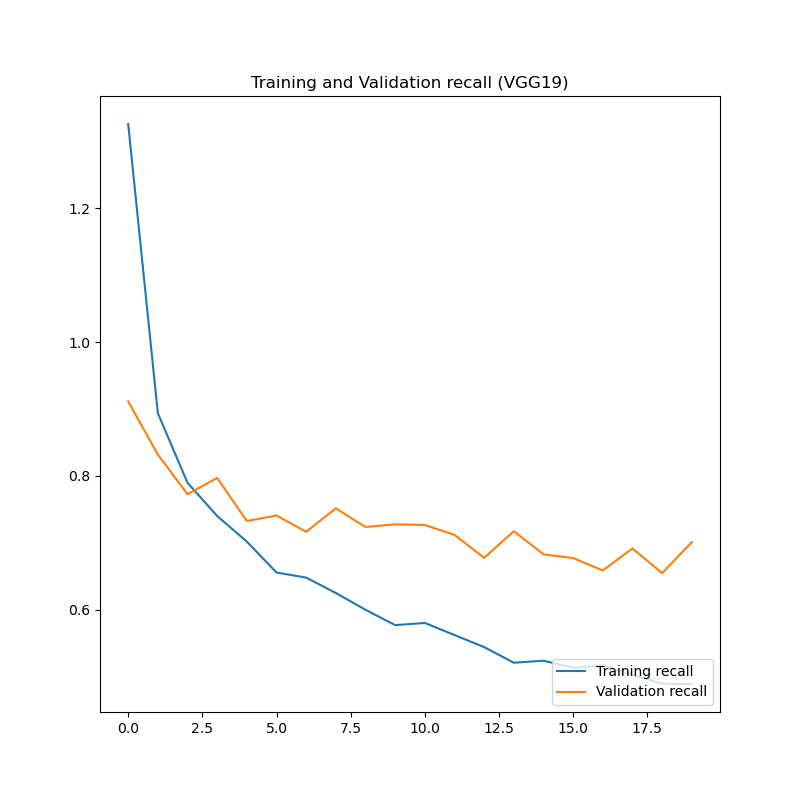 Training and Validation recall (VGG19)
1.2
1.0
0.8
0.6
Training recall
Validation recall
0.0 2.5 5.0 7.5 10.0 12.5 15.0 17.5